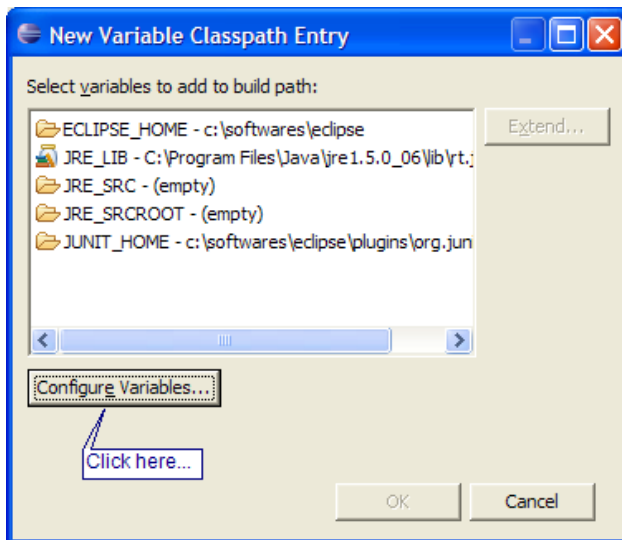 New Variable Classpath Entry
Select variables to add to build path:
ECLIPSE_HOME - c:\softwares\eclipse
Extend...
JRE_LIB - C:\Program Files\Java\jre1.5.0_06\lib\rt.j
JRE_SRC - (empty)
JRE_SRCROOT - (empty)
JUNIT_HOME - c:\softwares\eclipse\plugins\org.juni
Configure Variables...
Click here...
OK
Cancel